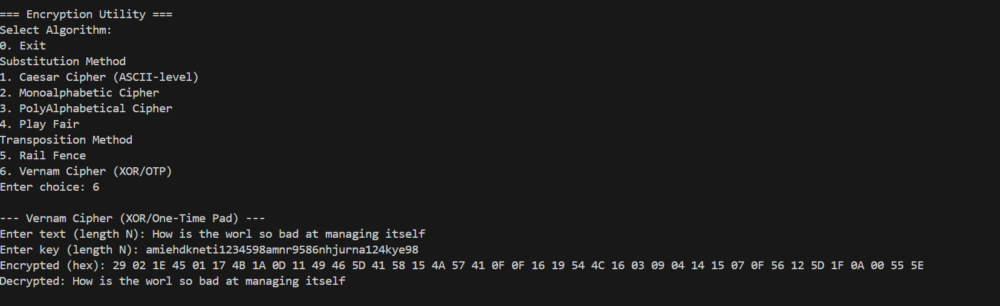 === Encryption Utility ===
Select Algorithm:
0. Exit
Substitution Method
1. Caesar Cipher (ASCII-level)
2. Monoalphabetic Cipher
3. PolyAlphabetical Cipher
4. Play Fair
Transposition Method
5. Rail Fence
6. Vernam Cipher (XOR/OTP)
Enter choice: 6
--- Vernam Cipher (XOR/One-Time Pad) ---
Enter text (length N): How is the worl so bad at managing itself
Enter key (length N): amiehdkneti1234598amnr9586nhjurna124kye98
Encrypted (hex): 29 02 1E 45 01 17 4B 1A 0D 11 49 46 5D 41 58 15 4A 57 41 0F 0F 16 19 54 4C 16 03 09 04 14 15 07 0F 56 12 5D 1F 0A 00 55 5E
Decrypted: How is the worl so bad at managing itself